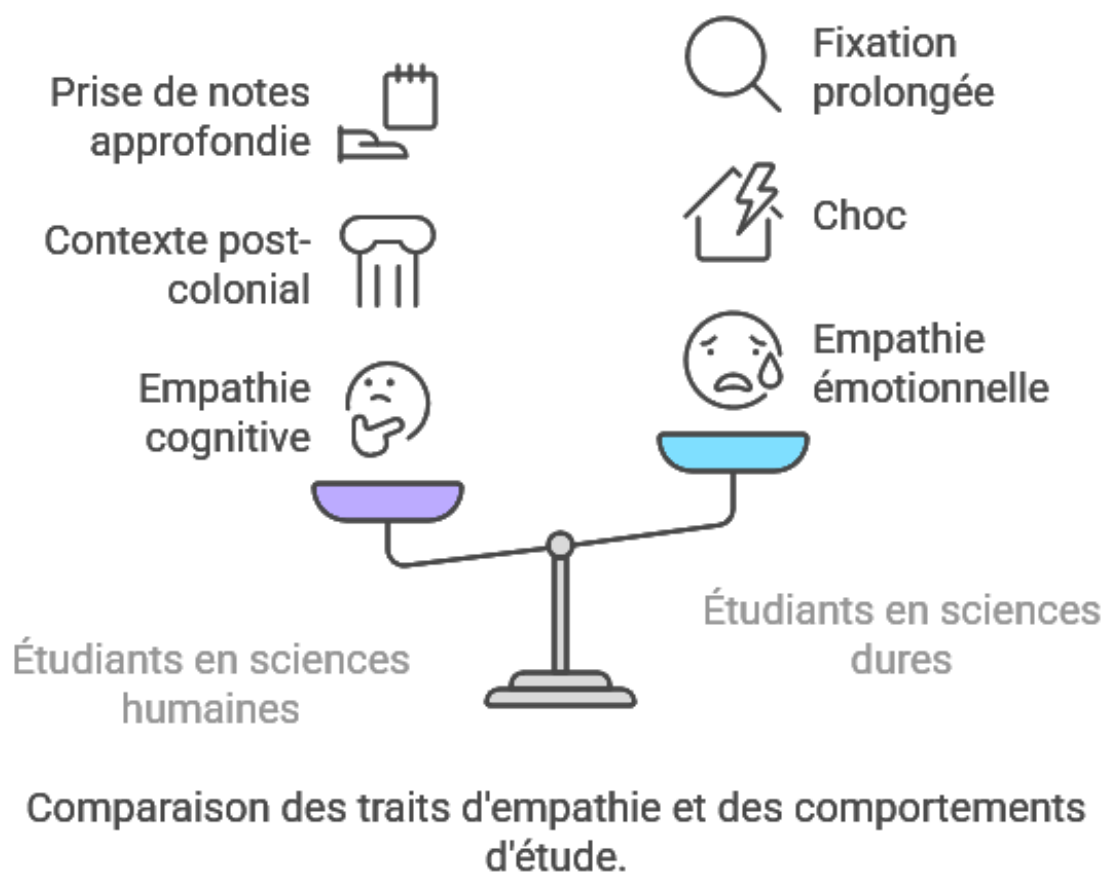 Prise de notes
approfondie
Contexte post-
colonial
Empathie
cognitive
Fixation
prolongée
Choc
Empathie
émotionnelle
Étudiants en sciences
humaines
Étudiants en sciences
dures
Comparaison des traits d'empathie et des comportements
d'étude.